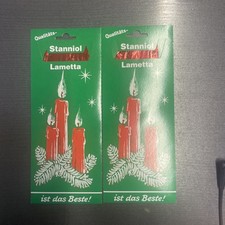 Qualitäts-
Stanniol
Lametta
ist das Beste!
Qualitäts-
Stanniol
Lametta
ist das Beste!